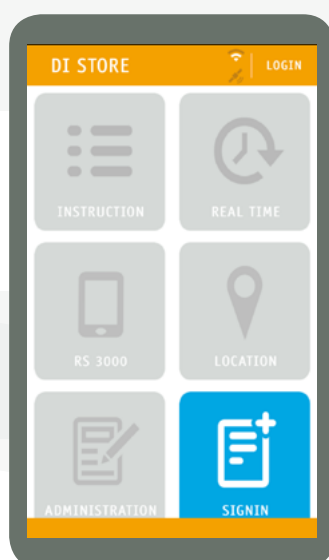 DI STORE
LOGIN
INSTRUCTION
REAL TIME
RS 3000
LOCATION
ADMINISTRATION
SIGNIN